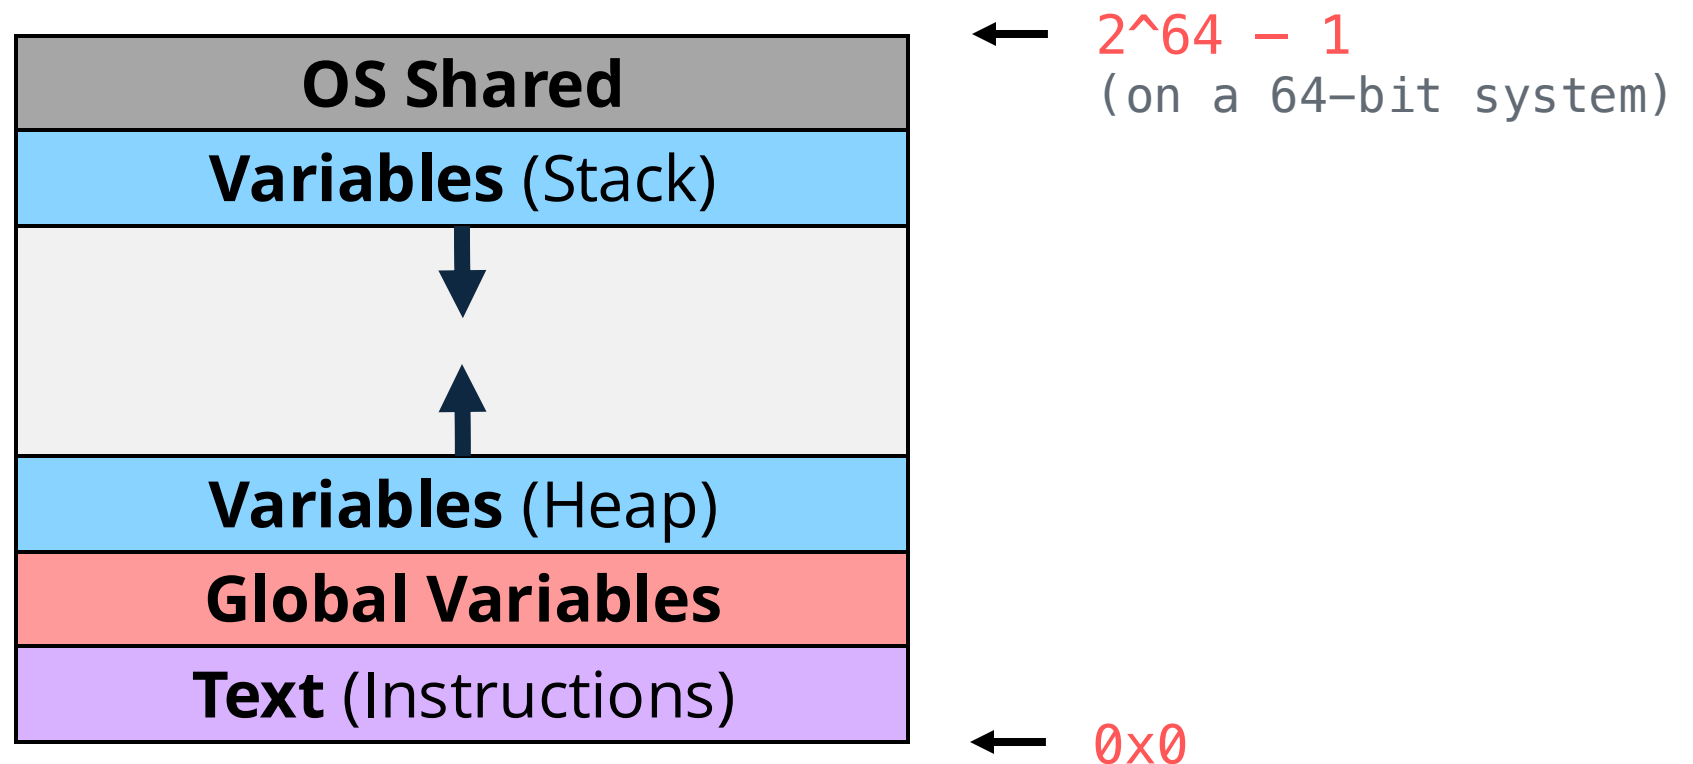 OS Shared
2^64 – 1
(on a 64–bit system)
Variables (Stack)
Variables (Heap)
Global Variables
Text (Instructions)
0x0